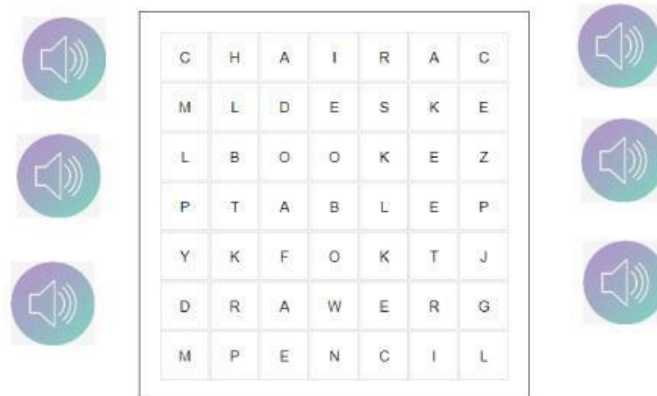 C H A I R A C
M L D E S K E
L B O O K E Z
P T A B L E P
Y K F O K T J
D R A W E R G
M P E N C I L